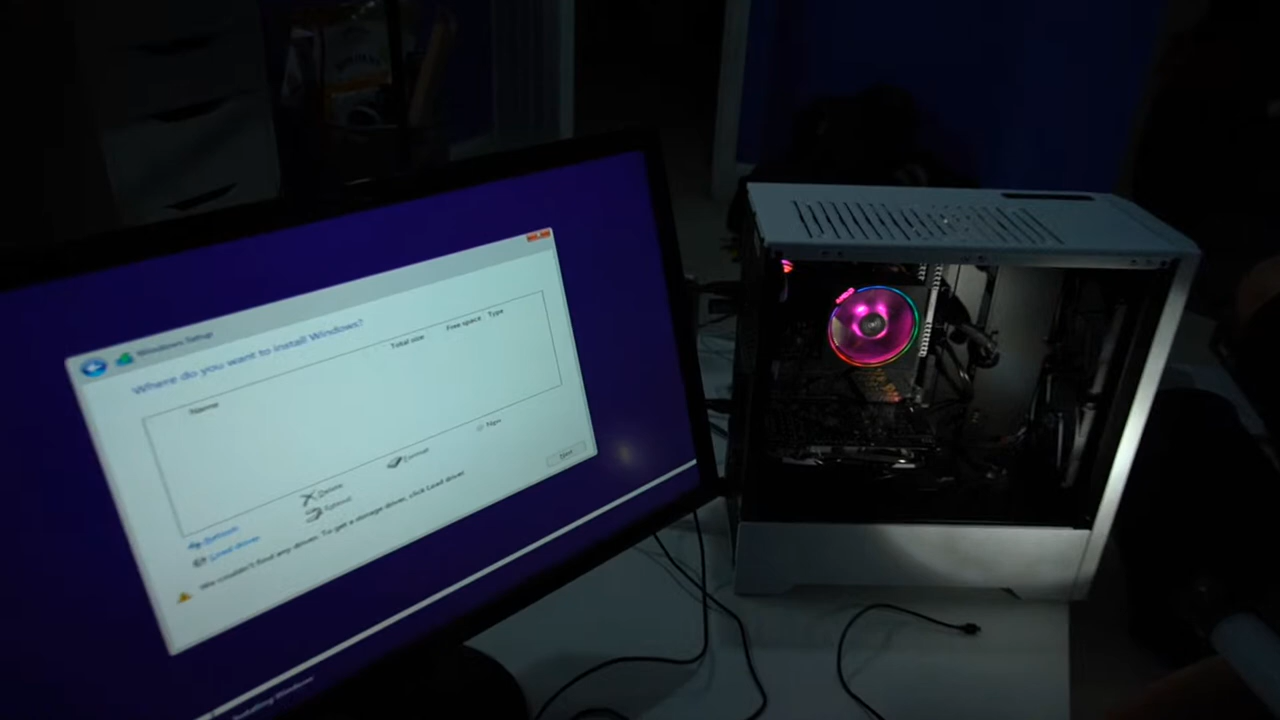 Windows Setup
Where do you want to install Windows?
Name Total size Free space Type
Refresh Delete Format New
Load driver Extend
We couldn't find any drives. To get a storage driver, click Load driver.
Next
Installing Windows